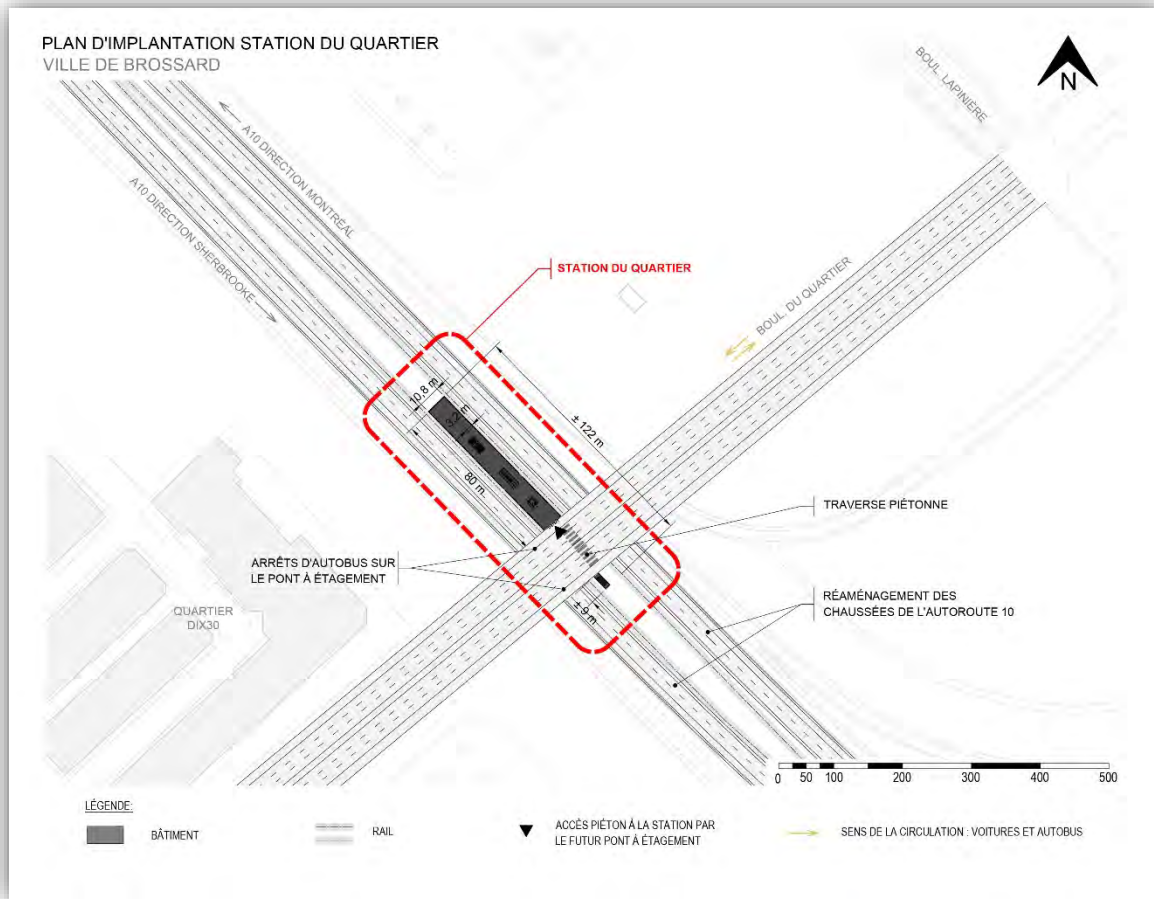 PLAN D'IMPLANTATION STATION DU QUARTIER
VILLE DE BROSSARD
N
BOUL. LAPINIÈRE
A10 DIRECTION MONTRÉAL
A10 DIRECTION SHERBROOKE
STATION DU QUARTIER
BOUL. DU QUARTIER
10,8 m
9,2 m
± 122 m
80 m.
TRAVERSE PIÉTONNE
ARRÊTS D'AUTOBUS SUR
LE PONT À ÉTAGEMENT
RÉAMÉNAGEMENT DES
CHAUSSÉES DE L'AUTOROUTE 10
QUARTIER
DIX30
± 9 m
0 50 100 200 300 400 500
LÉGENDE:
BÂTIMENT
RAIL
ACCÈS PIÉTON À LA STATION PAR
LE FUTUR PONT À ÉTAGEMENT
SENS DE LA CIRCULATION : VOITURES ET AUTOBUS